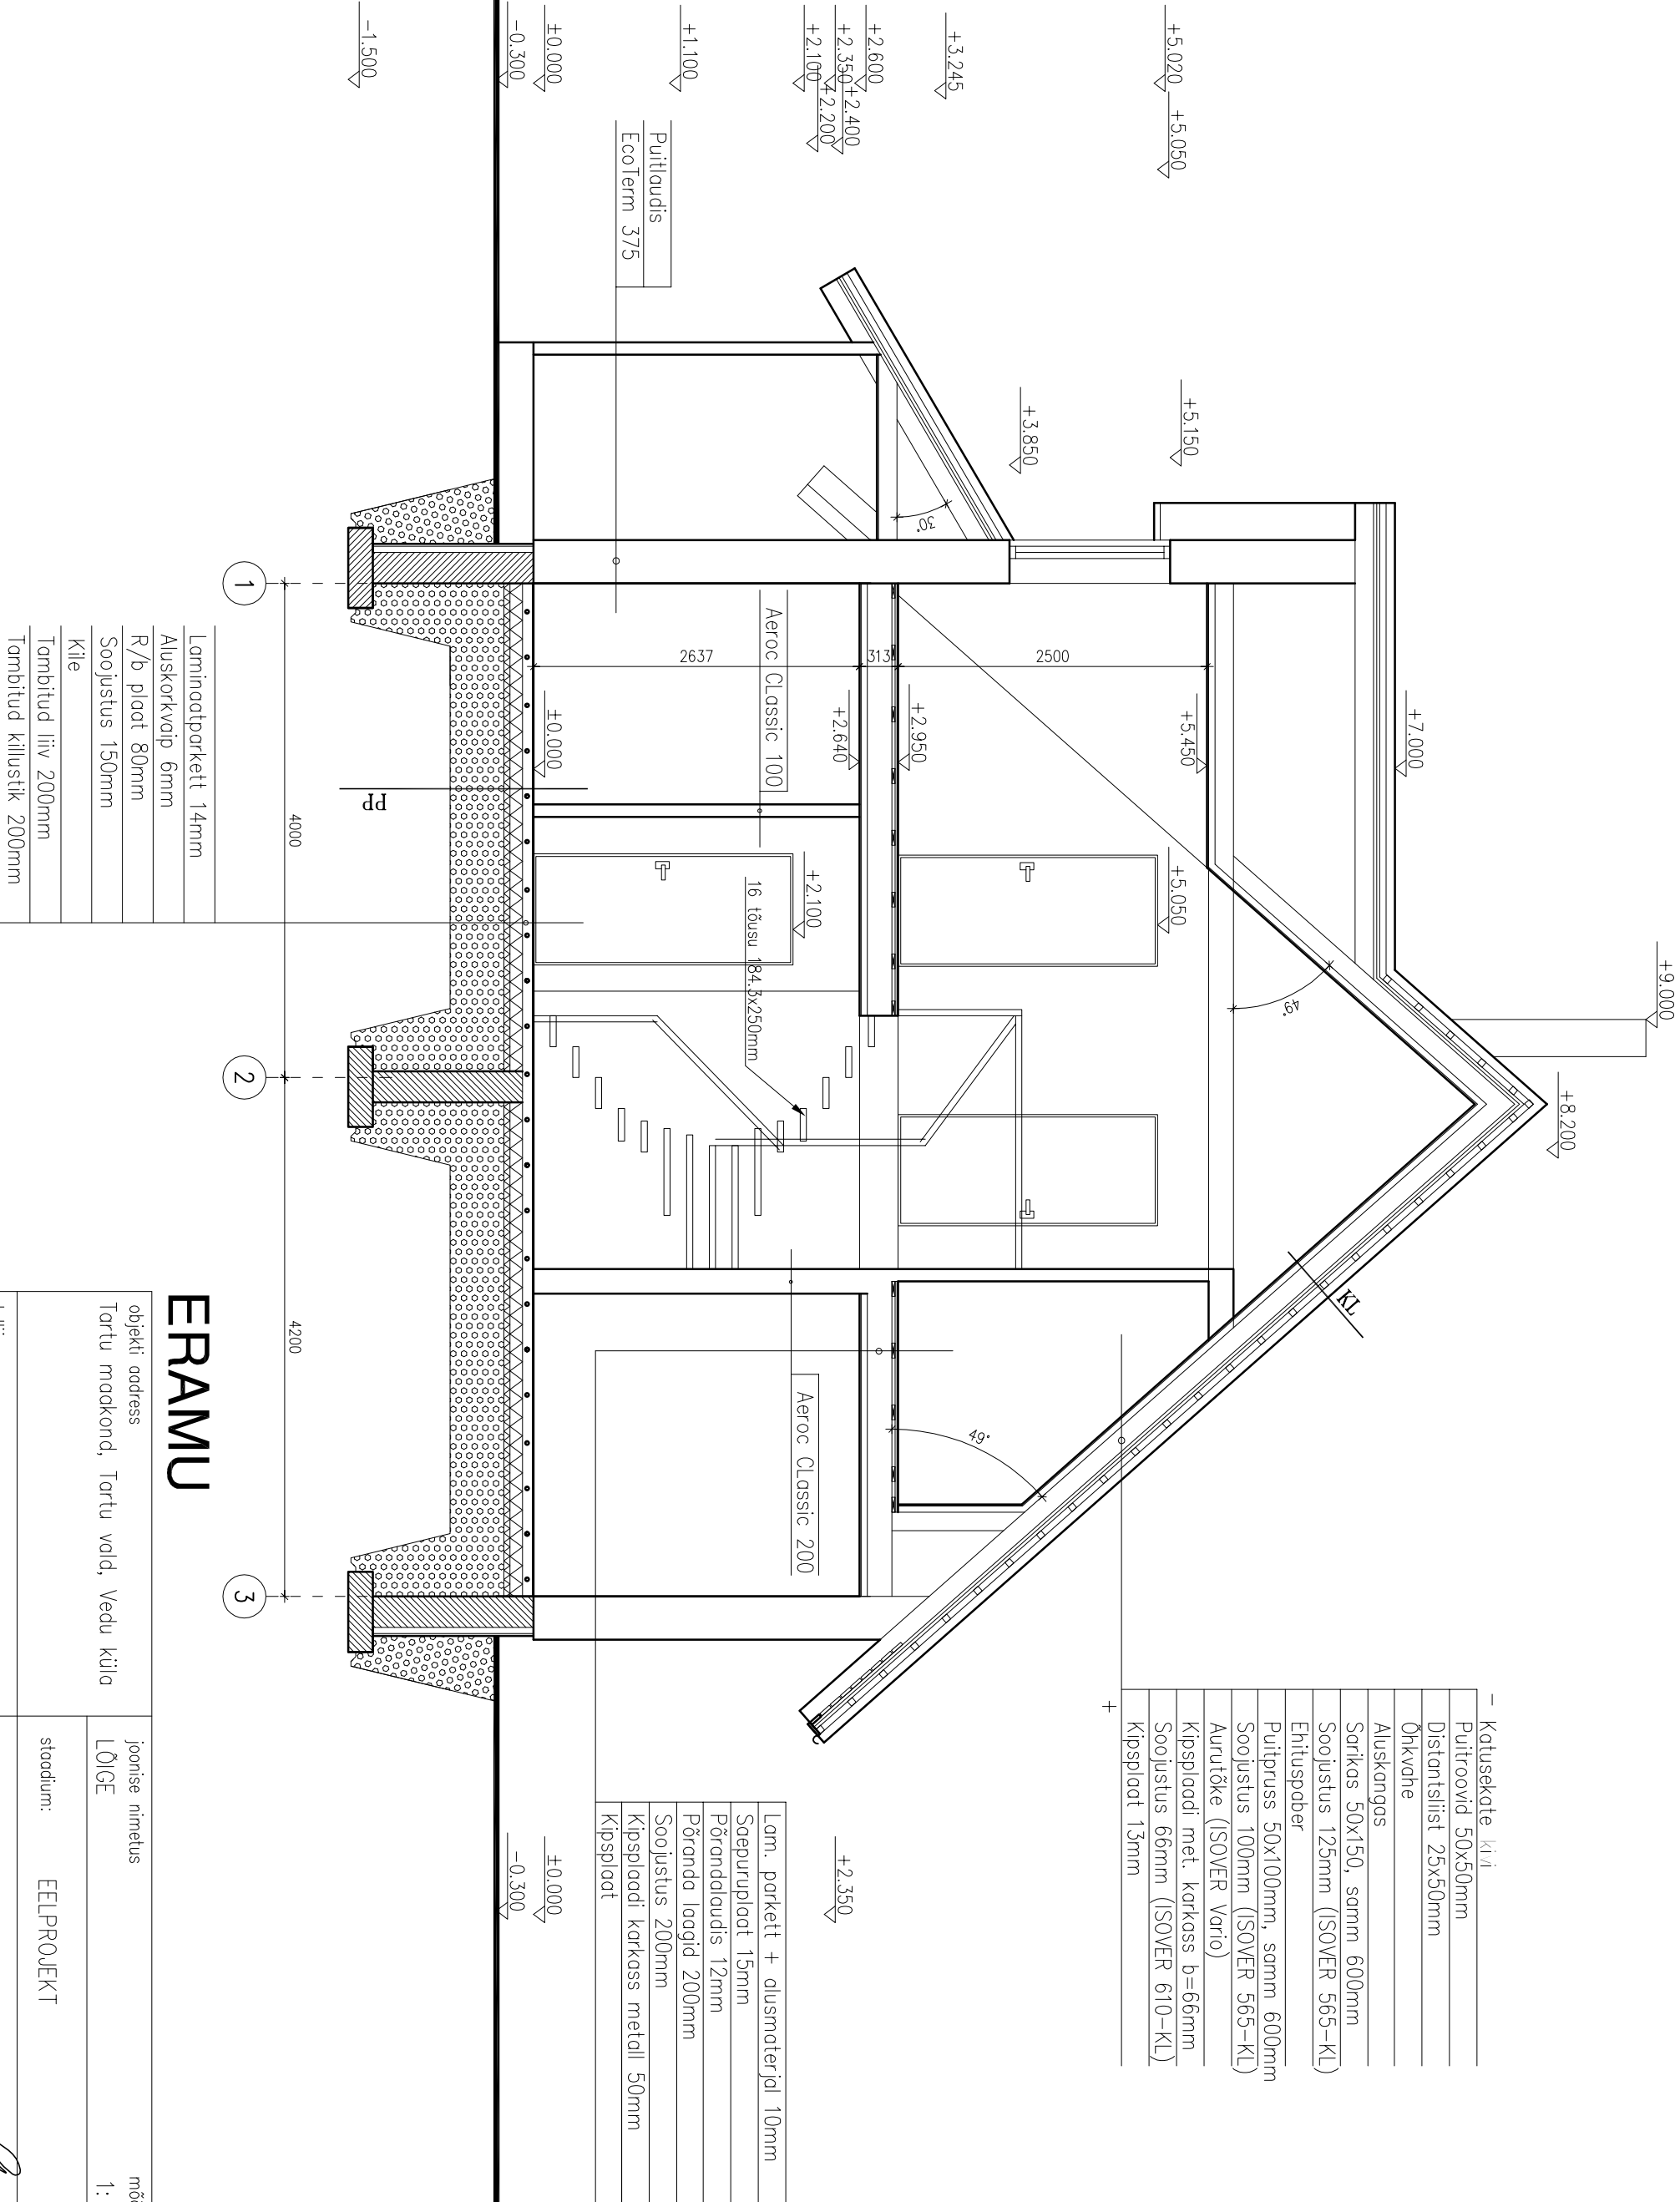 +9.000
+8.200
- Katusekate kivi
Puitroovid 50x50mm
Distantsliist 25x50mm
Õhkvahe
Aluskangas
Sarikas 50x150, samm 600mm
Soojustus 125mm (ISOVER 565-KL)
Ehituspaber
Puitpruss 50x100mm, samm 600mm
Soojustus 100mm (ISOVER 565-KL)
Aurutõke (ISOVER Vario)
Kipsplaadi met. karkass b=66mm
Soojustus 66mm (ISOVER 610-KL)
Kipsplaat 13mm
+
+7.000
KL
49°
+5.020
+5.050
+5.150
+5.450
+5.050
2500
49°
+3.245
+3.850
30°
+2.950
+2.600
+2.350
+2.400
+2.100
+2.200
313
+2.640
+2.350
+2.100
Aeroc CLassic 100
Aeroc CLassic 200
16 tõusu 184.3x250mm
Lam. parkett + alusmaterjal 10mm
Saepuruplaat 15mm
Põrandalaudis 12mm
Põranda laagid 200mm
Soojustus 200mm
Kipsplaadi karkass metall 50mm
Kipsplaat
+1.100
2637
Puitlaudis
EcoTerm 375
±0.000
-0.300
±0.000
±0.000
-0.300
-1.500
PP
4000
4200
1
2
3
Laminaatparkett 14mm
Aluskorkvaip 6mm
R/b plaat 80mm
Soojustus 150mm
Kile
Tambitud liiv 200mm
Tambitud killustik 200mm
ERAMU
objekti aadress
Tartu maakond, Tartu vald, Vedu küla
joonise nimetus
LÕIGE
1:
staadium: EELPROJEKT